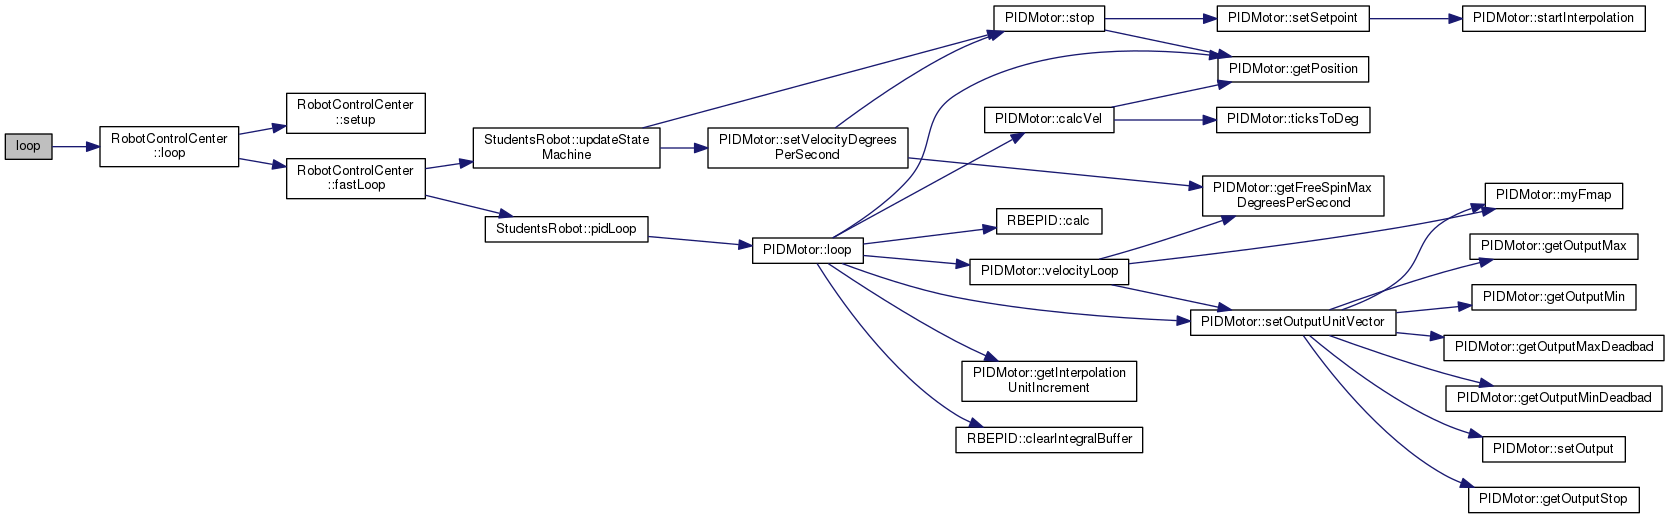 loop
RobotControlCenter
::loop
RobotControlCenter
::setup
RobotControlCenter
::fastLoop
StudentsRobot::updateState
Machine
StudentsRobot::pidLoop
PIDMotor::setVelocityDegrees
PerSecond
PIDMotor::loop
PIDMotor::stop
PIDMotor::calcVel
RBEPID::calc
PIDMotor::velocityLoop
PIDMotor::getInterpolation
UnitIncrement
RBEPID::clearIntegralBuffer
PIDMotor::setSetpoint
PIDMotor::getPosition
PIDMotor::ticksToDeg
PIDMotor::getFreeSpinMax
DegreesPerSecond
PIDMotor::setOutputUnitVector
PIDMotor::startInterpolation
PIDMotor::myFmap
PIDMotor::getOutputMax
PIDMotor::getOutputMin
PIDMotor::getOutputMaxDeadbad
PIDMotor::getOutputMinDeadbad
PIDMotor::setOutput
PIDMotor::getOutputStop